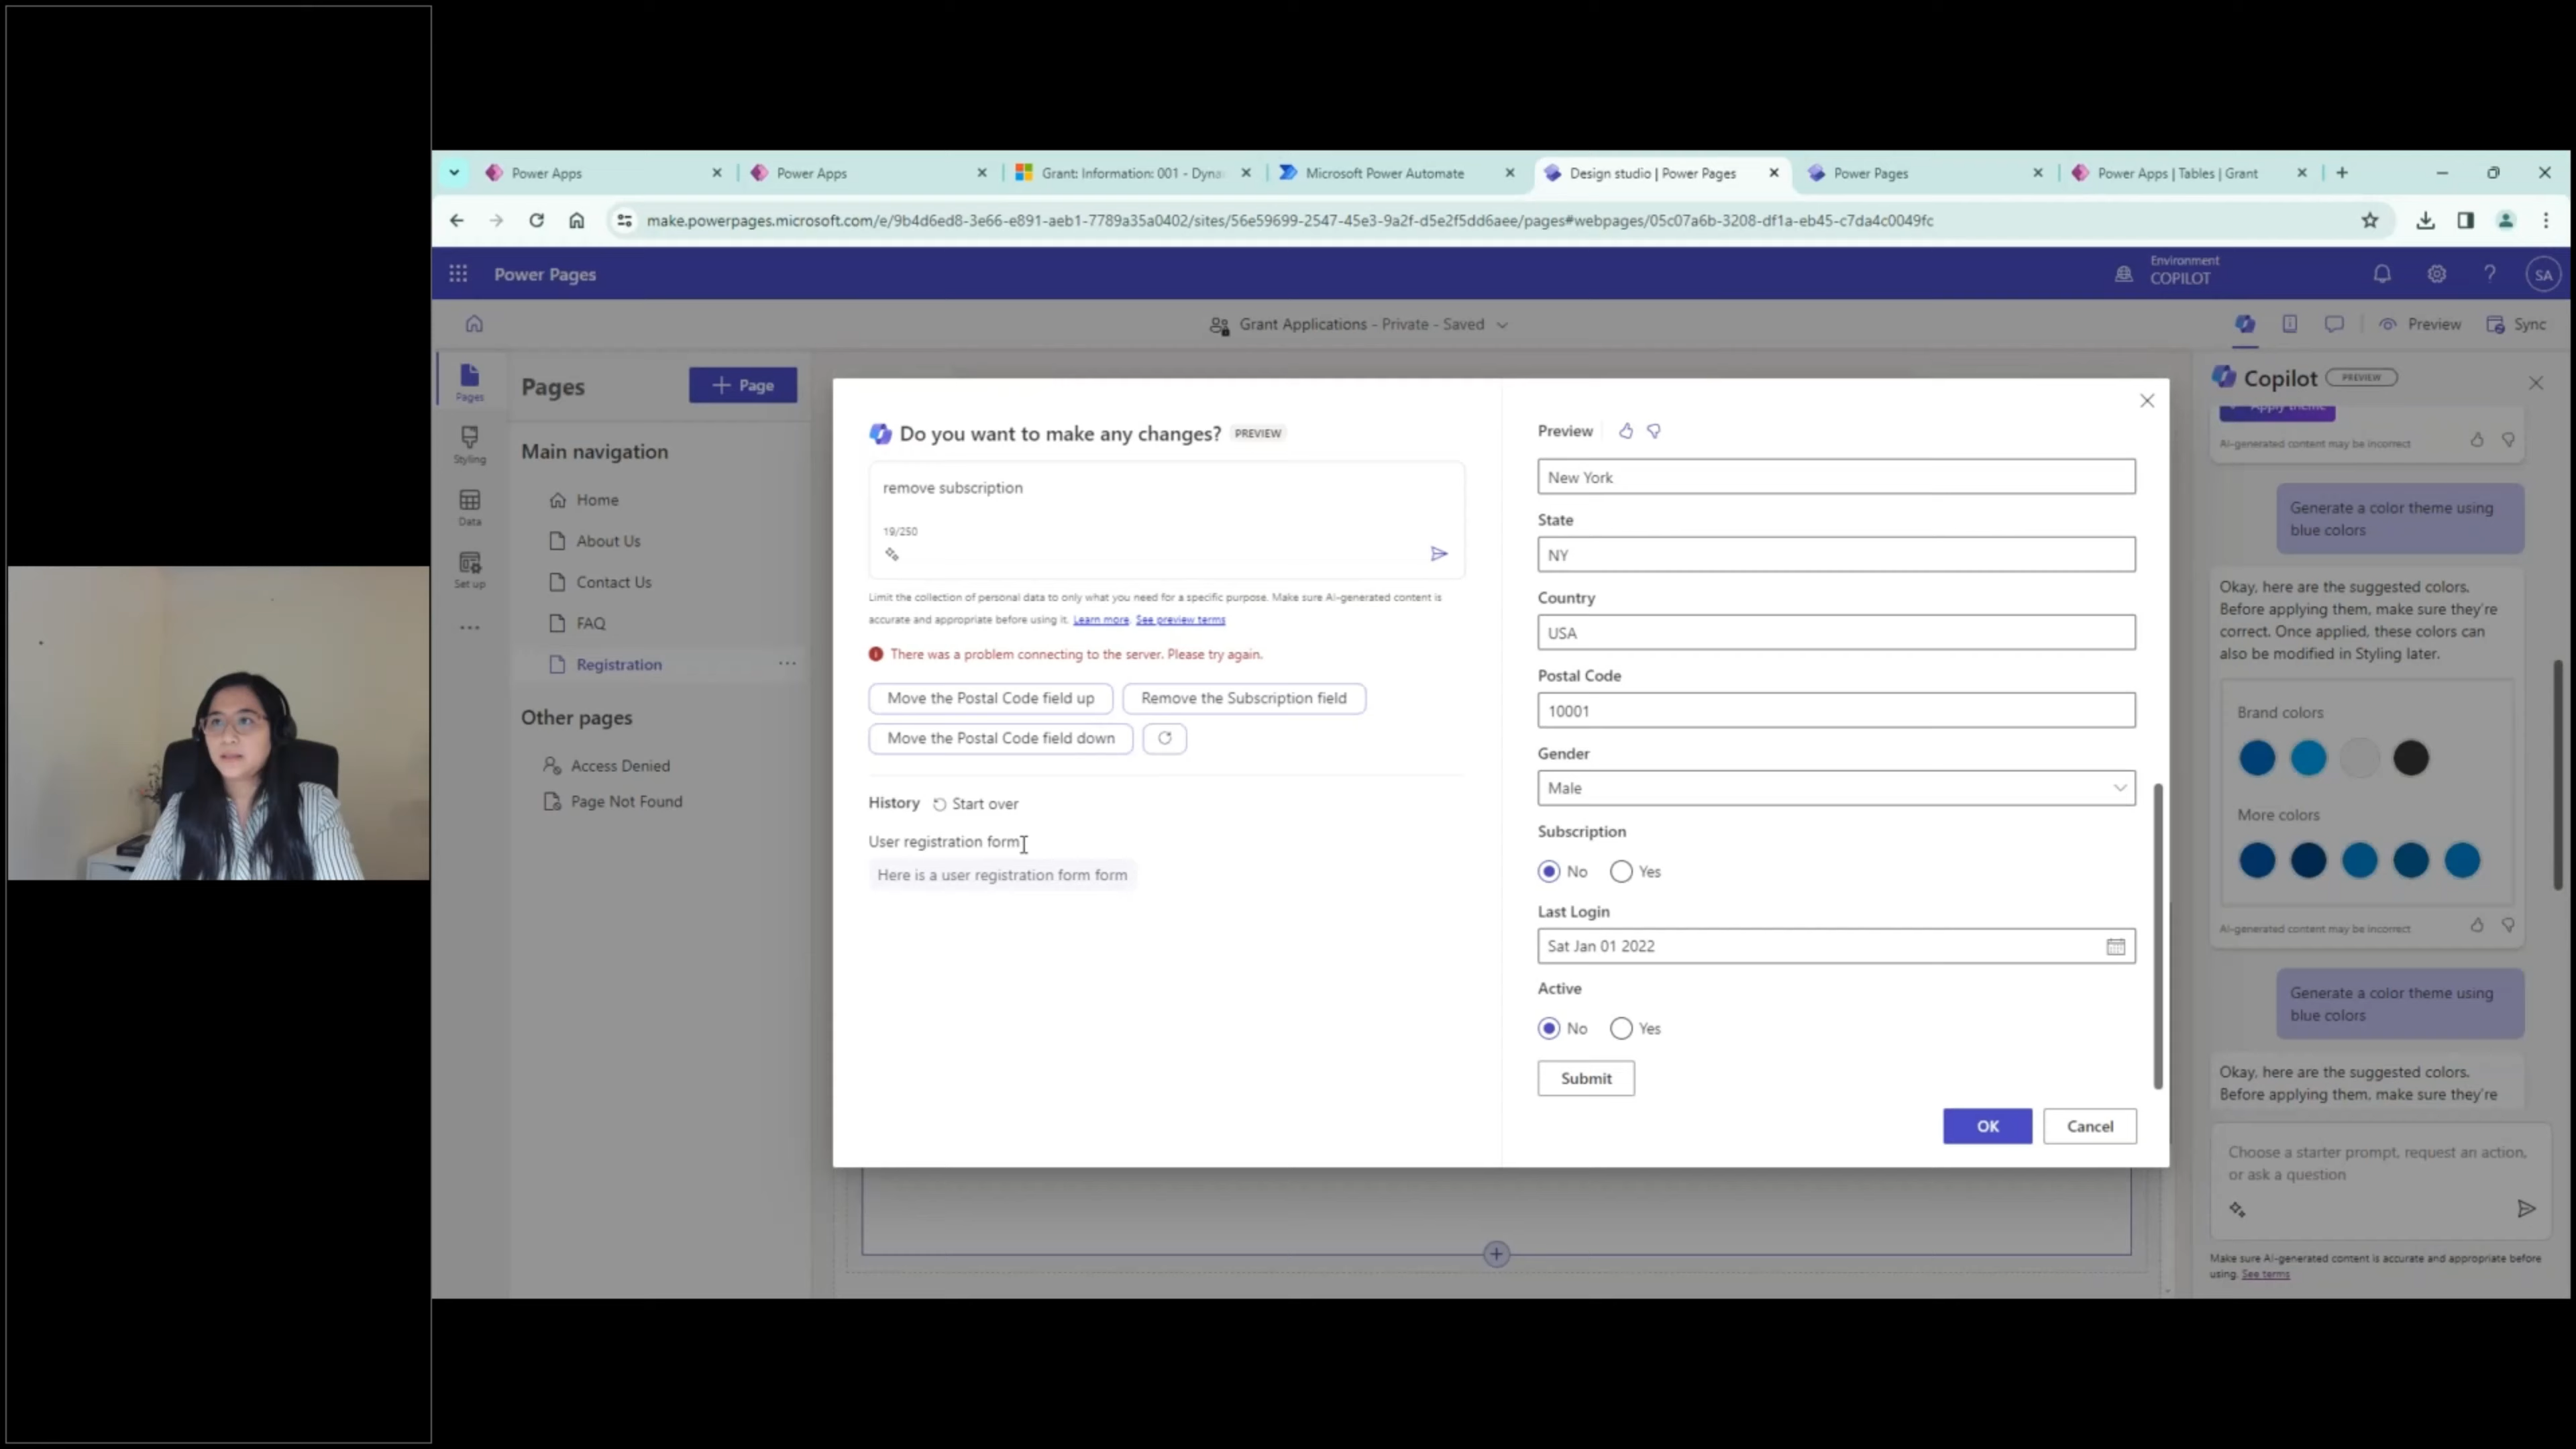 Power Apps
Power Apps
Grant: Information: 001 - Dyna
Microsoft Power Automate
Design studio | Power Pages
Power Pages
Power Apps | Tables | Grant
make.powerpages.microsoft.com/e/9b4d6ed8-3e66-e891-aeb1-7789a35a0402/sites/56e59699-2547-45e3-9a2f-d5e2f5dd6aee/pages#webpages/05c07a6b-3208-df1a-eb45-c7da4c0049fc
Power Pages
Environment
COPILOT
SA
Grant Applications - Private - Saved
Preview
Sync
Pages
Styling
Data
Set up
Pages
+ Page
Main navigation
Home
About Us
Contact Us
FAQ
Registration
Other pages
Access Denied
Page Not Found
Do you want to make any changes?
PREVIEW
remove subscription
19/250
Limit the collection of personal data to only what you need for a specific purpose. Make sure AI-generated content is
accurate and appropriate before using it. Learn more. See preview terms
There was a problem connecting to the server. Please try again.
Move the Postal Code field up
Remove the Subscription field
Move the Postal Code field down
History
Start over
User registration form
Here is a user registration form form
Preview
New York
State
NY
Country
USA
Postal Code
10001
Gender
Male
Subscription
No
Yes
Last Login
Sat Jan 01 2022
Active
No
Yes
Submit
OK
Cancel
Copilot
PREVIEW
Apply theme
AI-generated content may be incorrect
Generate a color theme using
blue colors
Okay, here are the suggested colors.
Before applying them, make sure they're
correct. Once applied, these colors can
also be modified in Styling later.
Brand colors
More colors
AI-generated content may be incorrect
Generate a color theme using
blue colors
Okay, here are the suggested colors.
Before applying them, make sure they're
Choose a starter prompt, request an action,
or ask a question
Make sure AI-generated content is accurate and appropriate before
using. See terms